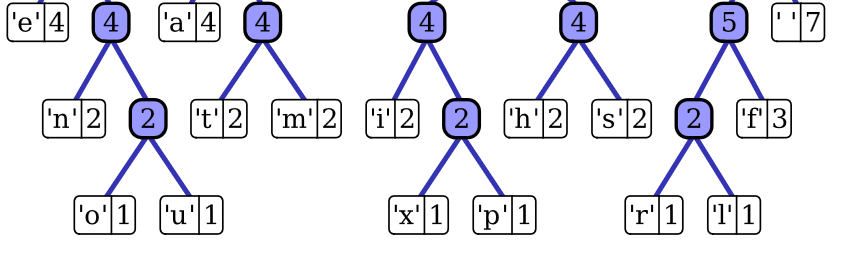 'e' 4 4 'a' 4 4 4 4 5 ' ' 7
'n' 2 2 't' 2 'm' 2 'i' 2 2 'h' 2 's' 2 2 'f' 3
'o' 1 'u' 1 'x' 1 'p' 1 'r' 1 'l' 1